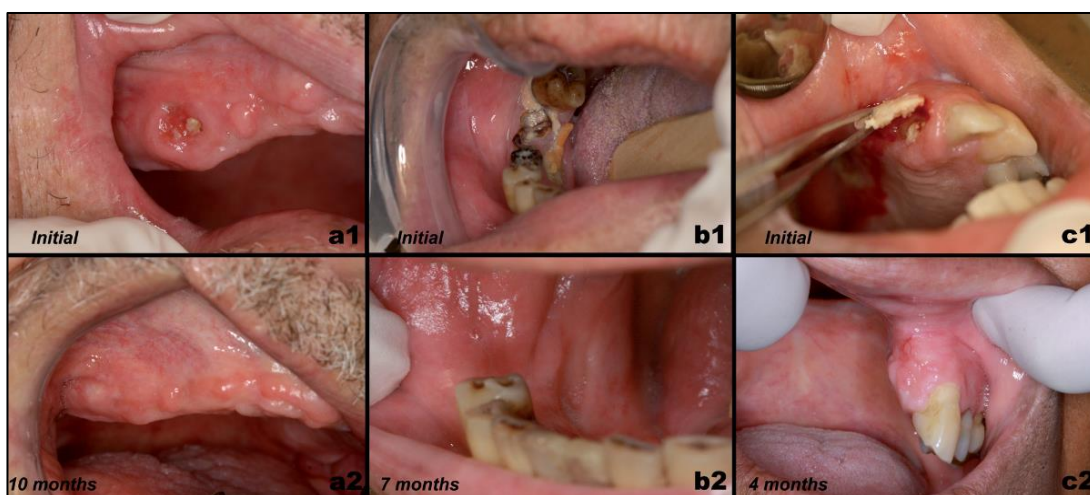 Initial
a1
Initial
b1
Initial
c1
10 months
a2
7 months
b2
4 months
c2